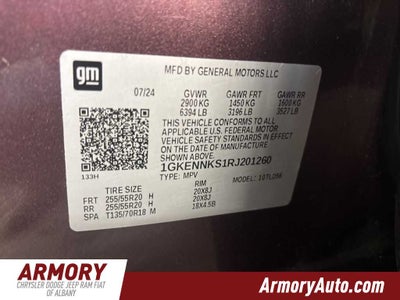 gm
MFD BY GENERAL MOTORS LLC
07/24 GVWR GAWR FRT GAWR RR
2900 KG 1450 KG 1600 KG
6394 LB 3196 LB 3527 LB
THIS VEHICLE CONFORMS TO ALL
APPLICABLE U.S. FEDERAL MOTOR
VEHICLE SAFETY STANDARDS IN
EFFECT ON THE DATE OF
MANUFACTURE SHOWN ABOVE.
1GKENNKS1RJ201260
133H TYPE: MPV 10TLD56
TIRE RIM
FRT 255/55R20 H 20X8J
RR 255/55R20 H 20X8J
SPA T135/70R18 M 18X4.5B
ARMORY
CHRYSLER DODGE JEEP RAM FIAT
OF ALBANY
ArmoryAuto.com